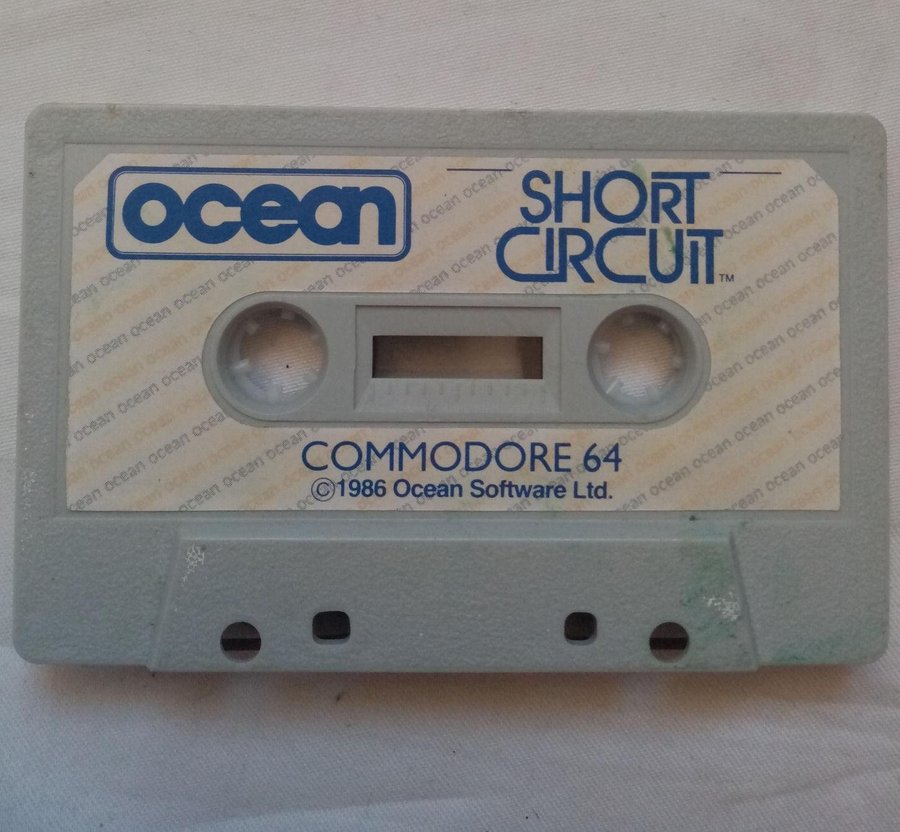 ocean
SHORT
CIRCUIT™
COMMODORE 64
©1986 Ocean Software Ltd.